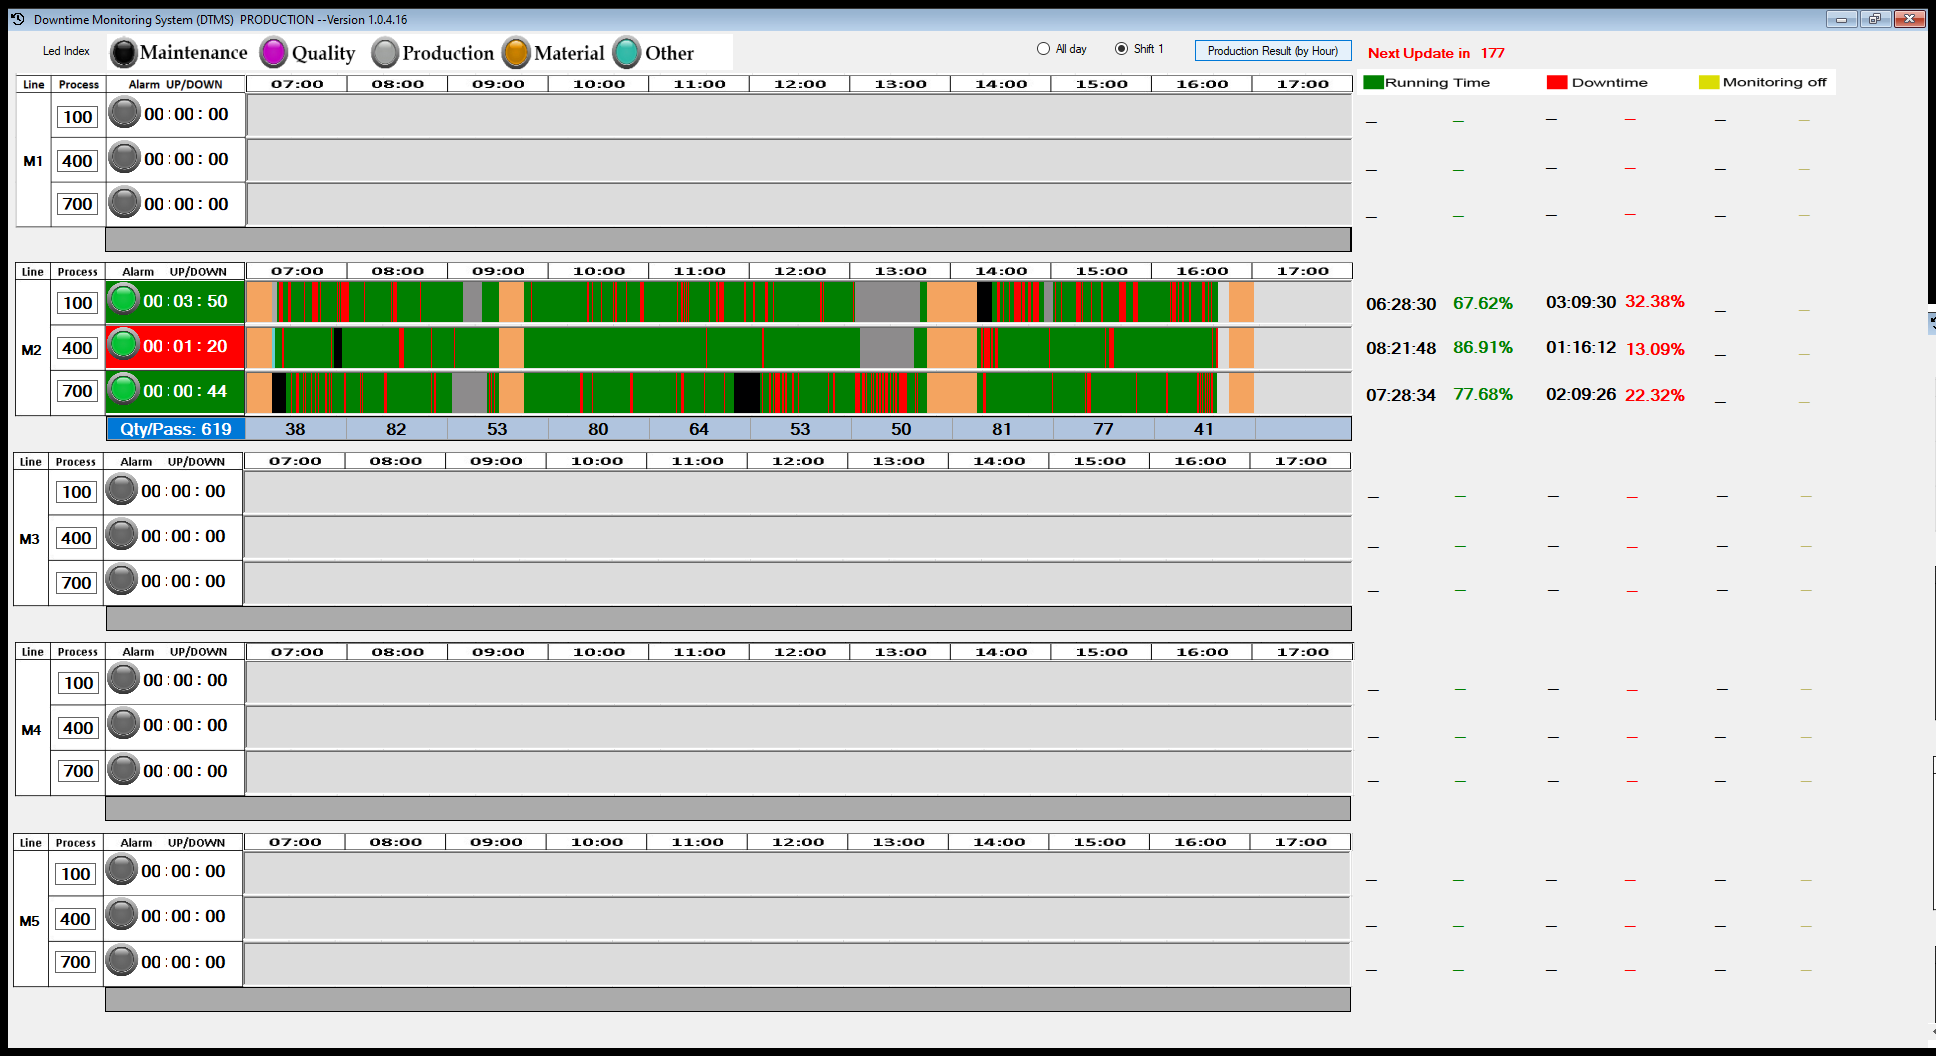 Downtime Monitoring System (DTMS)  PRODUCTION --Version 1.0.4.16
Led Index Maintenance Quality Production Material Other All day Shift 1 Production Result (by Hour) Next Update in 177
Line Process Alarm UP/DOWN 07:00 08:00 09:00 10:00 11:00 12:00 13:00 14:00 15:00 16:00 17:00 Running Time Downtime Monitoring off
100 00 : 00 : 00 _ _ _ _ _ _
M1 400 00 : 00 : 00 _ _ _ _ _ _
700 00 : 00 : 00 _ _ _ _ _ _
Line Process Alarm UP/DOWN 07:00 08:00 09:00 10:00 11:00 12:00 13:00 14:00 15:00 16:00 17:00
100 00 : 03 : 50 06:28:30 67.62% 03:09:30 32.38% _ _
M2 400 00 : 01 : 20 08:21:48 86.91% 01:16:12 13.09% _ _
700 00 : 00 : 44 07:28:34 77.68% 02:09:26 22.32% _ _
Qty/Pass: 619 38 82 53 80 64 53 50 81 77 41
Line Process Alarm UP/DOWN 07:00 08:00 09:00 10:00 11:00 12:00 13:00 14:00 15:00 16:00 17:00
100 00 : 00 : 00 _ _ _ _ _ _
M3 400 00 : 00 : 00 _ _ _ _ _ _
700 00 : 00 : 00 _ _ _ _ _ _
Line Process Alarm UP/DOWN 07:00 08:00 09:00 10:00 11:00 12:00 13:00 14:00 15:00 16:00 17:00
100 00 : 00 : 00 _ _ _ _ _ _
M4 400 00 : 00 : 00 _ _ _ _ _ _
700 00 : 00 : 00 _ _ _ _ _ _
Line Process Alarm UP/DOWN 07:00 08:00 09:00 10:00 11:00 12:00 13:00 14:00 15:00 16:00 17:00
100 00 : 00 : 00 _ _ _ _ _ _
M5 400 00 : 00 : 00 _ _ _ _ _ _
700 00 : 00 : 00 _ _ _ _ _ _